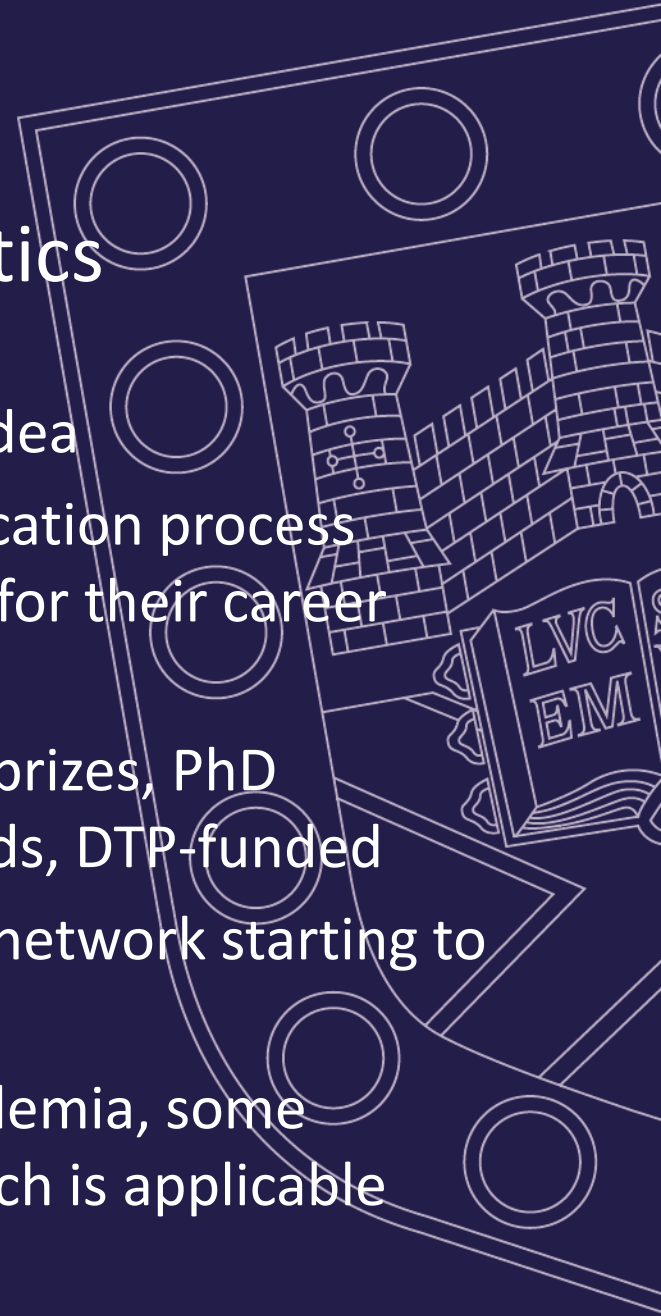 tics
dea
cation process
for their career
prizes, PhD
ds, DTP-funded
network starting to
demia, some
ch is applicable
LVC
EM